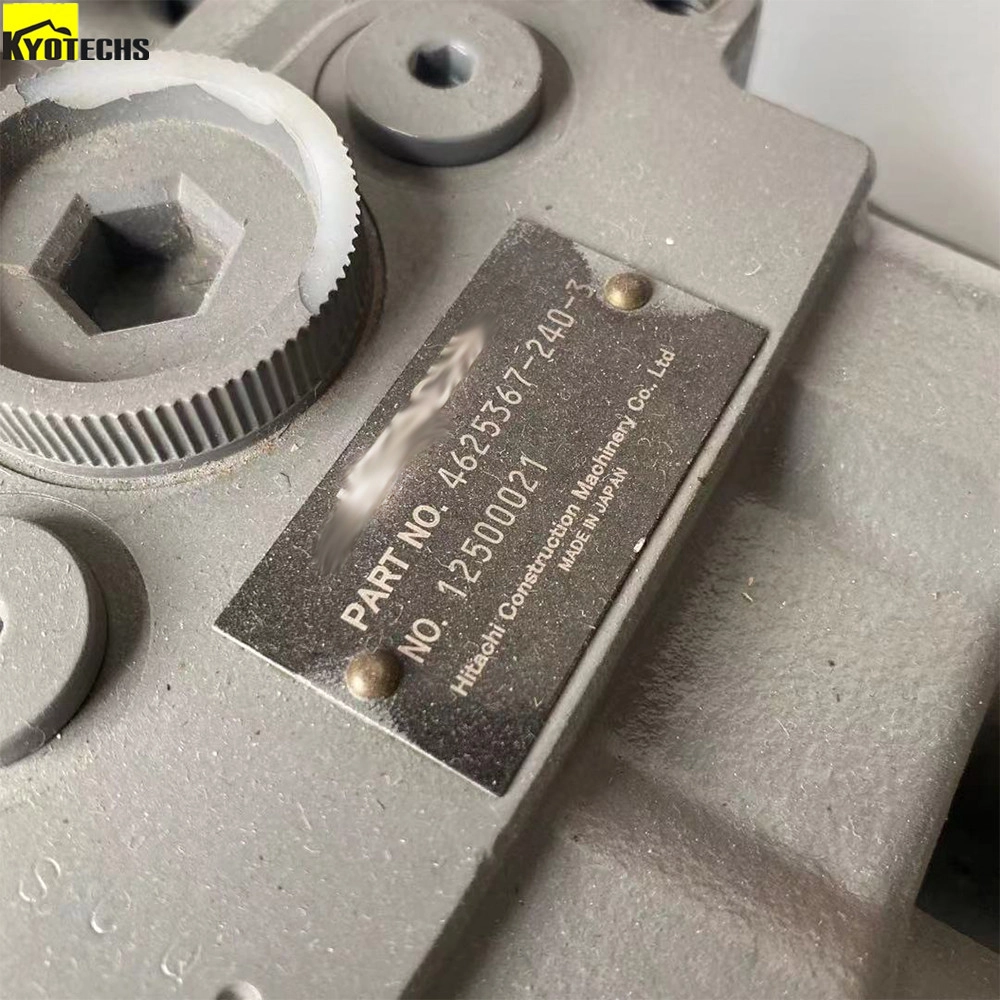 KYOTECHS
PART NO. 4625367-240-3
NO. 12500021
Hitachi Construction Machinery Co., Ltd
MADE IN JAPAN